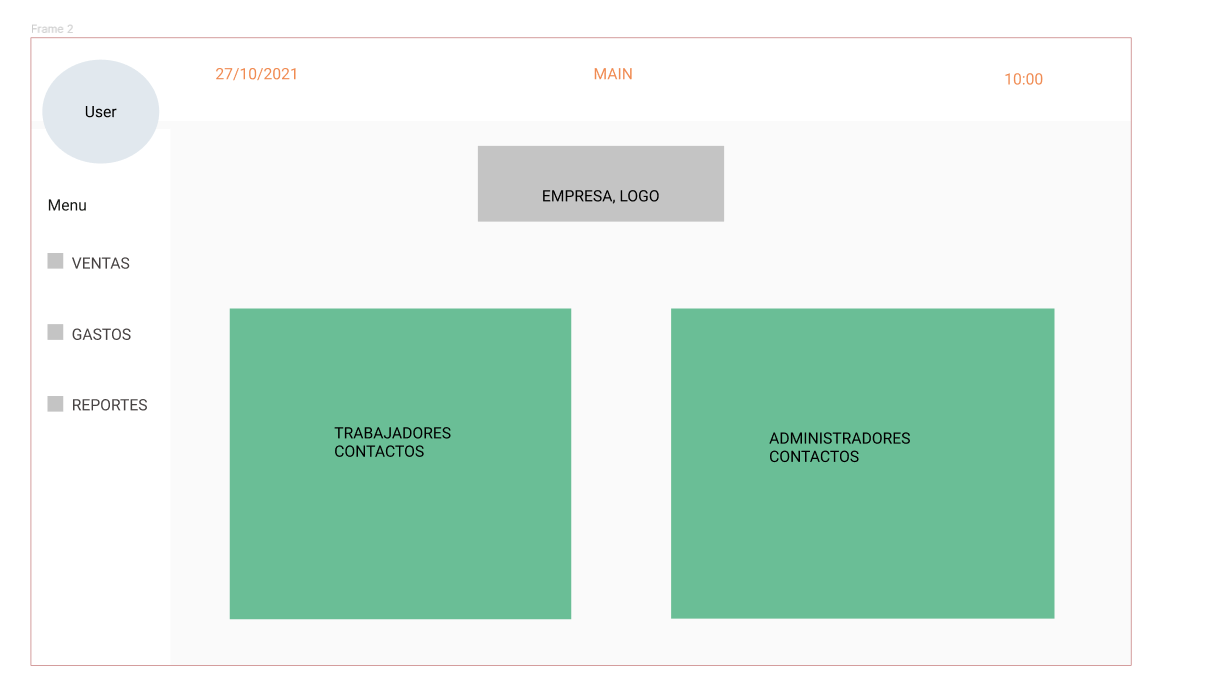 Frame 2
27/10/2021
MAIN
10:00
User
EMPRESA, LOGO
Menu
VENTAS
GASTOS
REPORTES
TRABAJADORES
CONTACTOS
ADMINISTRADORES
CONTACTOS